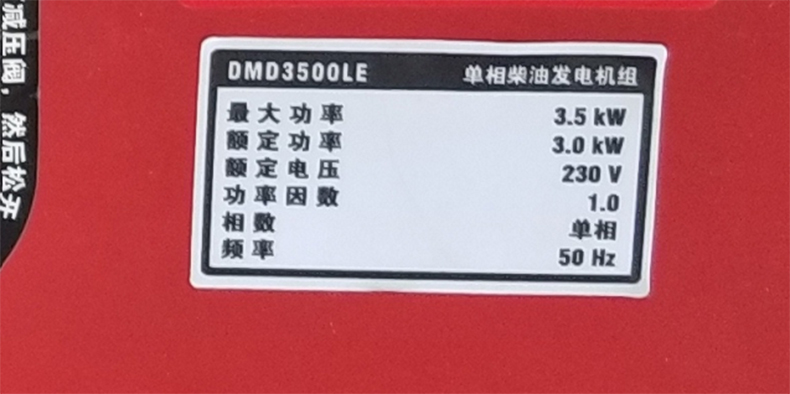 减压阀，然后松开
DMD3500LE 单相柴油发电机组
最大功率 3.5 kW
额定功率 3.0 kW
额定电压 230 V
功率因数 1.0
相数 单相
频率 50 Hz